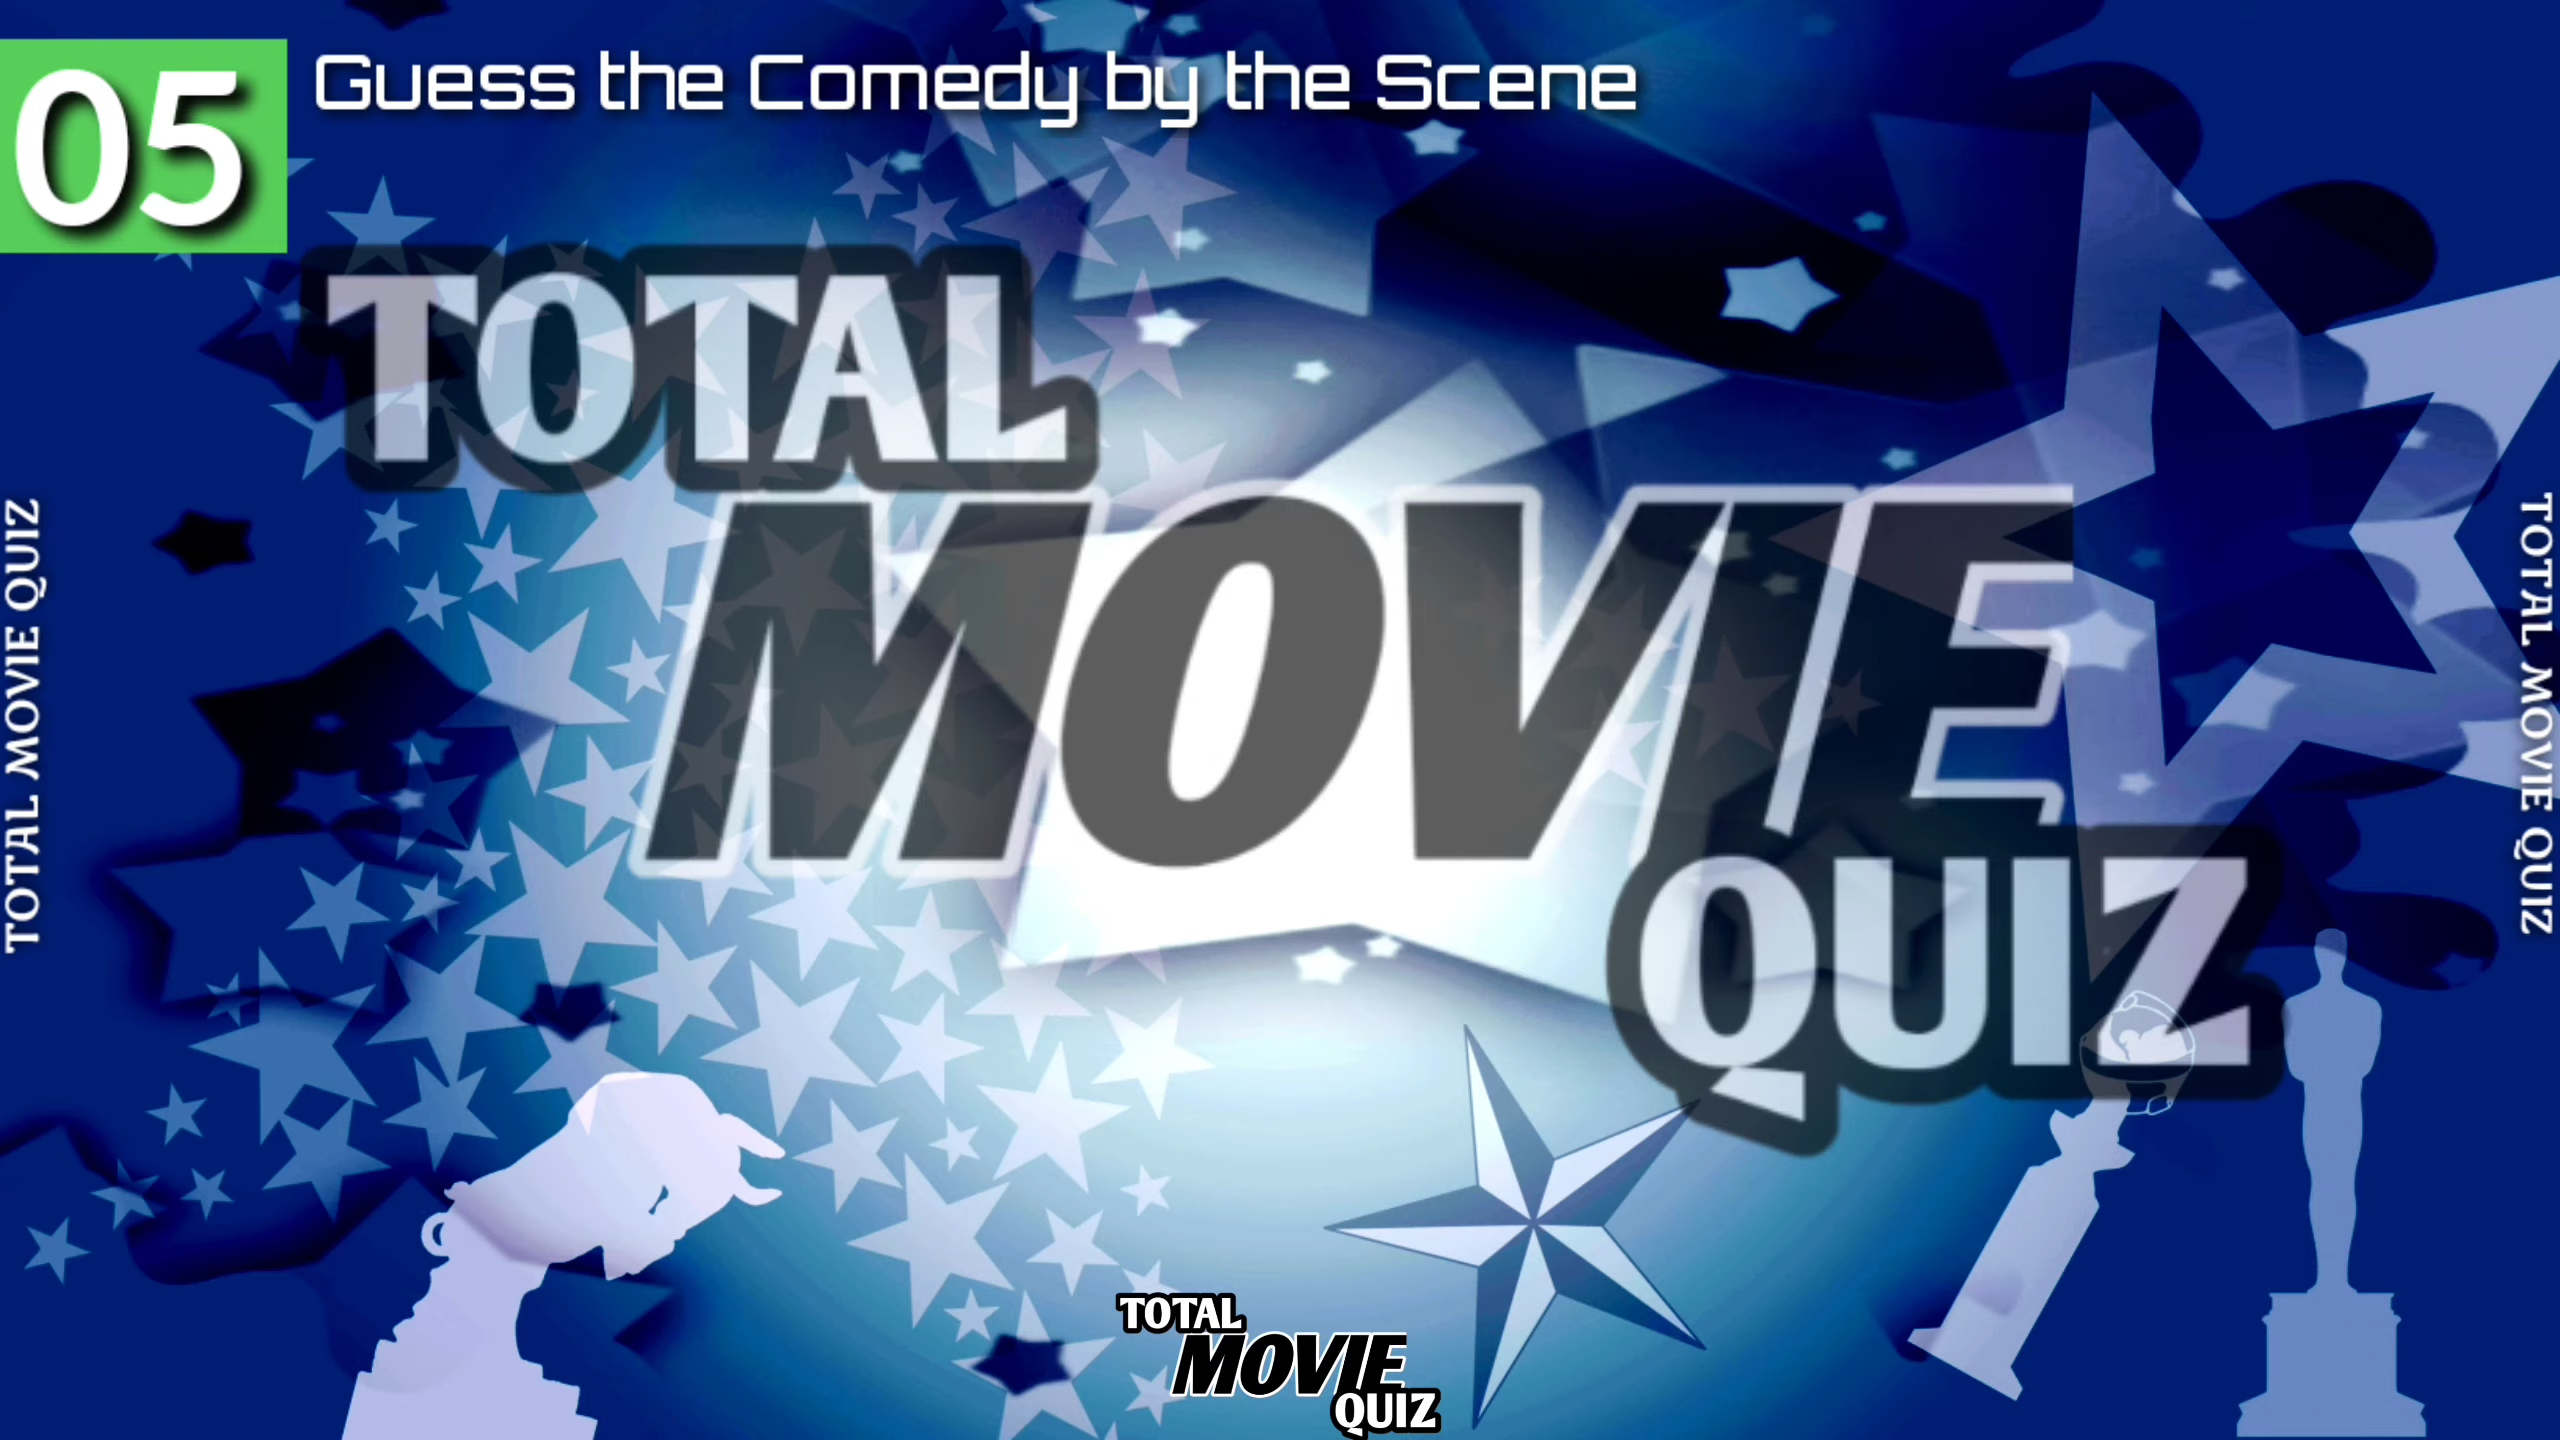 05
Guess the Comedy by the Scene
TOTAL
MOVIE
QUIZ
TOTAL MOVIE QUIZ
TOTAL MOVIE QUIZ
TOTAL
MOVIE
QUIZ